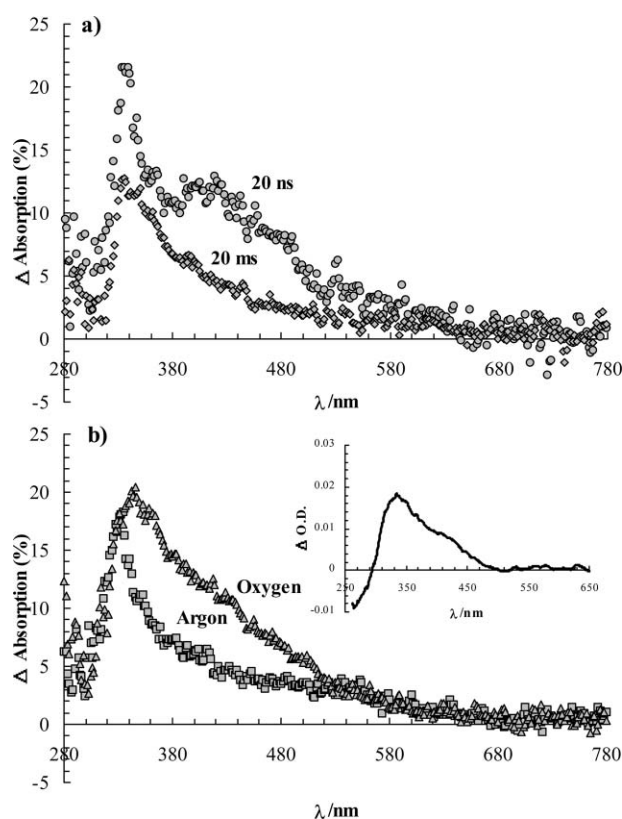 a)
Δ Absorption (%)
25
20
15
10
5
0
-5
20 ns
20 ms
280 380 480 580 680 780
λ/nm
b)
Δ Absorption (%)
25
20
15
10
5
0
-5
Oxygen
Argon
280 380 480 580 680 780
λ/nm
Δ O.D.
0.03
0.02
0.01
0
-0.01
250 350 450 550 650
λ/nm